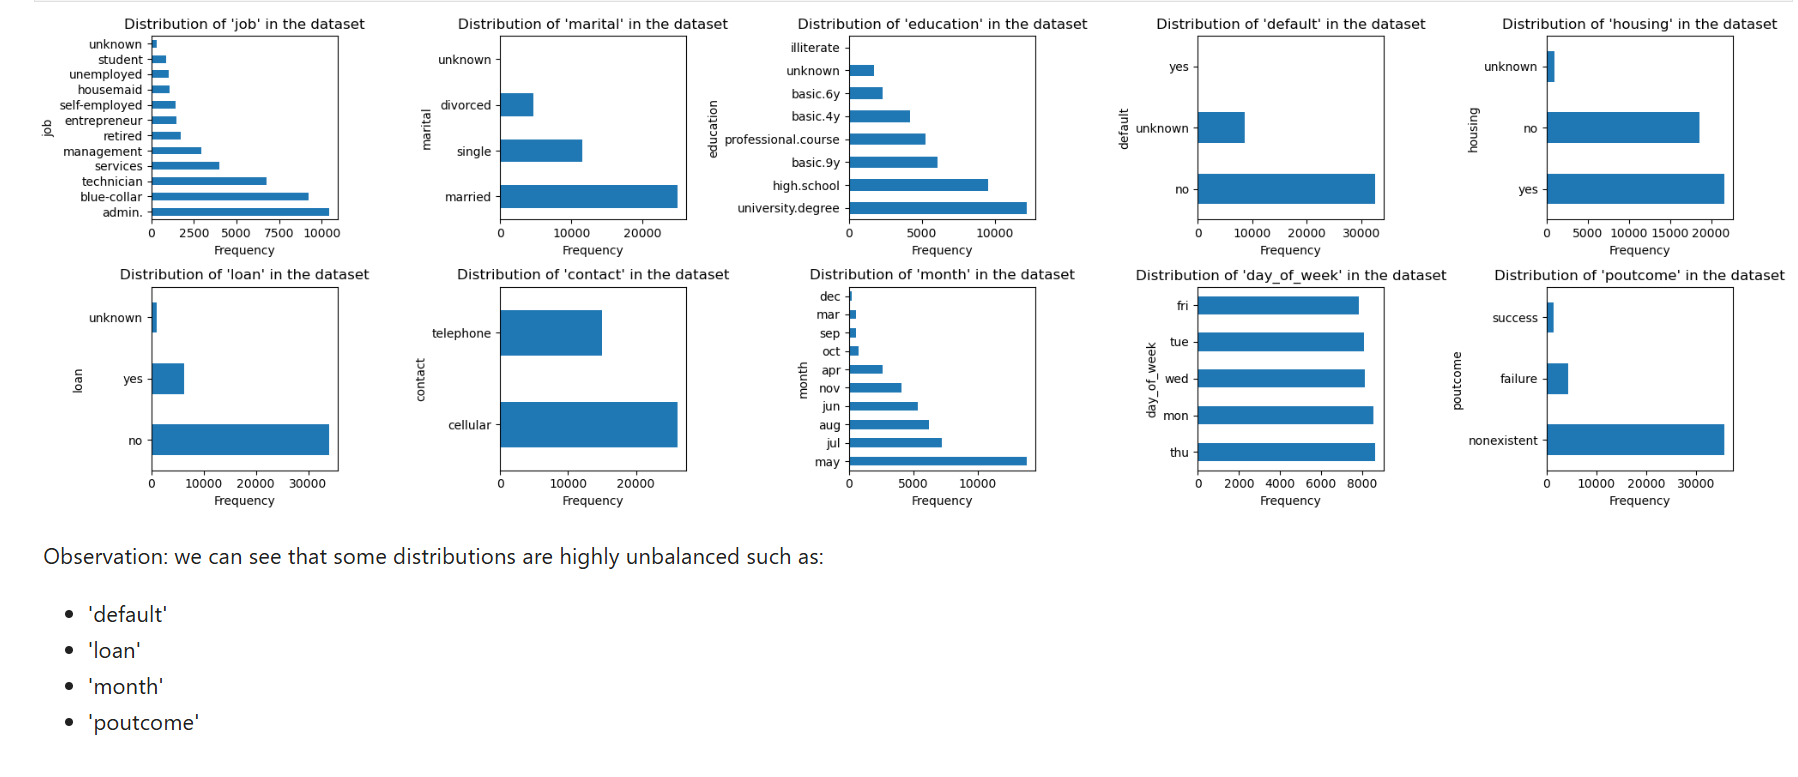 Distribution of 'job' in the dataset
job
unknown
student
unemployed
housemaid
self-employed
entrepreneur
retired
management
services
technician
blue-collar
admin.
0 2500 5000 7500 10000
Frequency
Distribution of 'marital' in the dataset
marital
unknown
divorced
single
married
0 10000 20000
Frequency
Distribution of 'education' in the dataset
education
illiterate
unknown
basic.6y
basic.4y
professional.course
basic.9y
high.school
university.degree
0 5000 10000
Frequency
Distribution of 'default' in the dataset
default
yes
unknown
no
0 10000 20000 30000
Frequency
Distribution of 'housing' in the dataset
housing
unknown
no
yes
0 5000 10000 15000 20000
Frequency
Distribution of 'loan' in the dataset
loan
unknown
yes
no
0 10000 20000 30000
Frequency
Distribution of 'contact' in the dataset
contact
telephone
cellular
0 10000 20000
Frequency
Distribution of 'month' in the dataset
month
dec
mar
sep
oct
apr
nov
jun
aug
jul
may
0 5000 10000
Frequency
Distribution of 'day_of_week' in the dataset
day_of_week
fri
tue
wed
mon
thu
0 2000 4000 6000 8000
Frequency
Distribution of 'poutcome' in the dataset
poutcome
success
failure
nonexistent
0 10000 20000 30000
Frequency
Observation: we can see that some distributions are highly unbalanced such as:
• 'default'
• 'loan'
• 'month'
• 'poutcome'